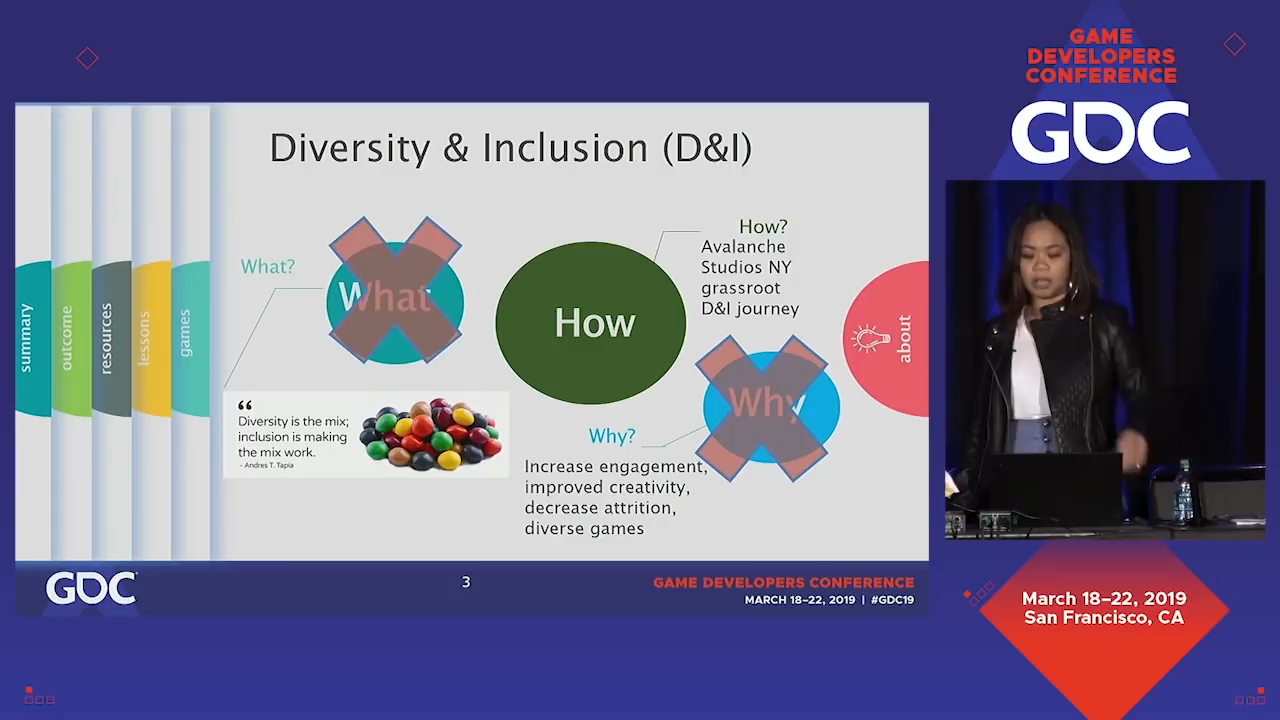 GAME
DEVELOPERS
CONFERENCE
GDC
Diversity & Inclusion (D&I)
What?
What
How
How?
Avalanche
Studios NY
grassroot
D&I journey
Why
Why?
Increase engagement,
improved creativity,
decrease attrition,
diverse games
“
Diversity is the mix;
inclusion is making
the mix work.
- Andres T. Tapia
summary
outcome
resources
lessons
games
about
GDC
3
GAME DEVELOPERS CONFERENCE
MARCH 18–22, 2019 | #GDC19
March 18–22, 2019
San Francisco, CA